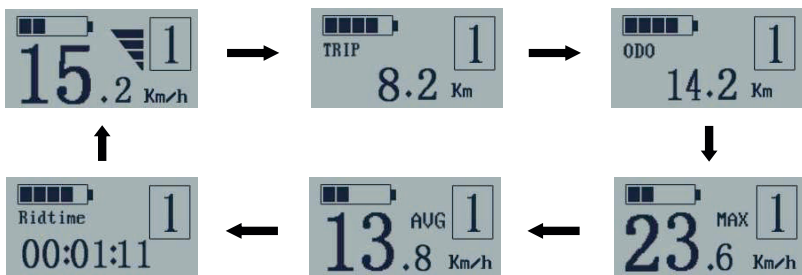 1
15.2 Km/h
1
TRIP
8.2 Km
1
ODO
14.2 Km
1
MAX
23.6 Km/h
1
AVG
13.8 Km/h
1
Ridtime
00:01:11